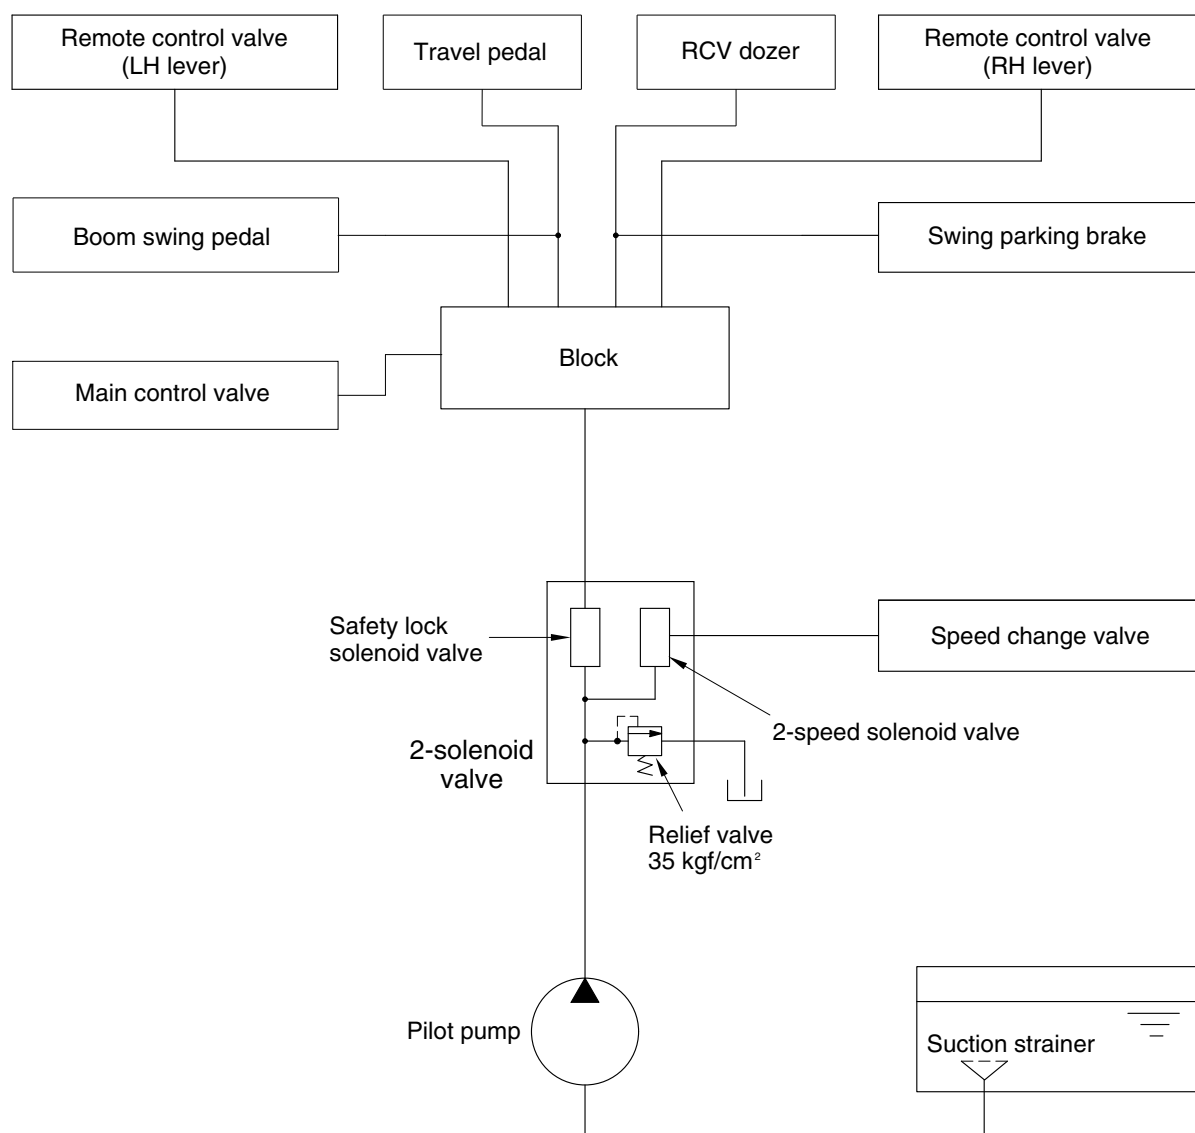 Remote control valve
(LH lever)
Travel pedal
RCV dozer
Remote control valve
(RH lever)
Boom swing pedal
Swing parking brake
Block
Main control valve
Safety lock
solenoid valve
Speed change valve
2-speed solenoid valve
2-solenoid
valve
Relief valve
35 kgf/cm²
Pilot pump
Suction strainer